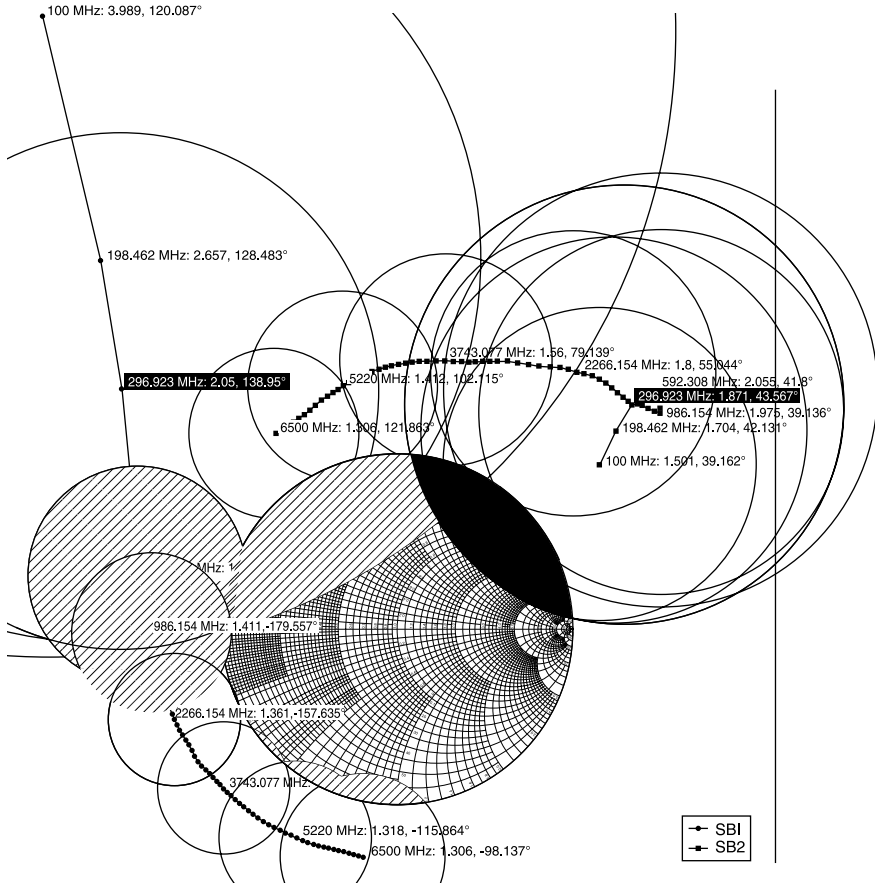 100 MHz: 3.989, 120.087°
198.462 MHz: 2.657, 128.483°
3743.077 MHz: 1.56, 79.139°
2266.154 MHz: 1.8, 55.044°
5220 MHz: 1.412, 102.115°
592.308 MHz: 2.055, 41.8°
296.923 MHz: 2.05, 138.95°
296.923 MHz: 1.871, 43.567°
986.154 MHz: 1.975, 39.136°
6500 MHz: 1.306, 121.863°
198.462 MHz: 1.704, 42.131°
100 MHz: 1.501, 39.162°
MHz: 1
986.154 MHz: 1.411,-179.557°
2266.154 MHz: 1.361,-157.635°
3743.077 MHz:
5220 MHz: 1.318, -115.864°
6500 MHz: 1.306, -98.137°
SBI
SB2